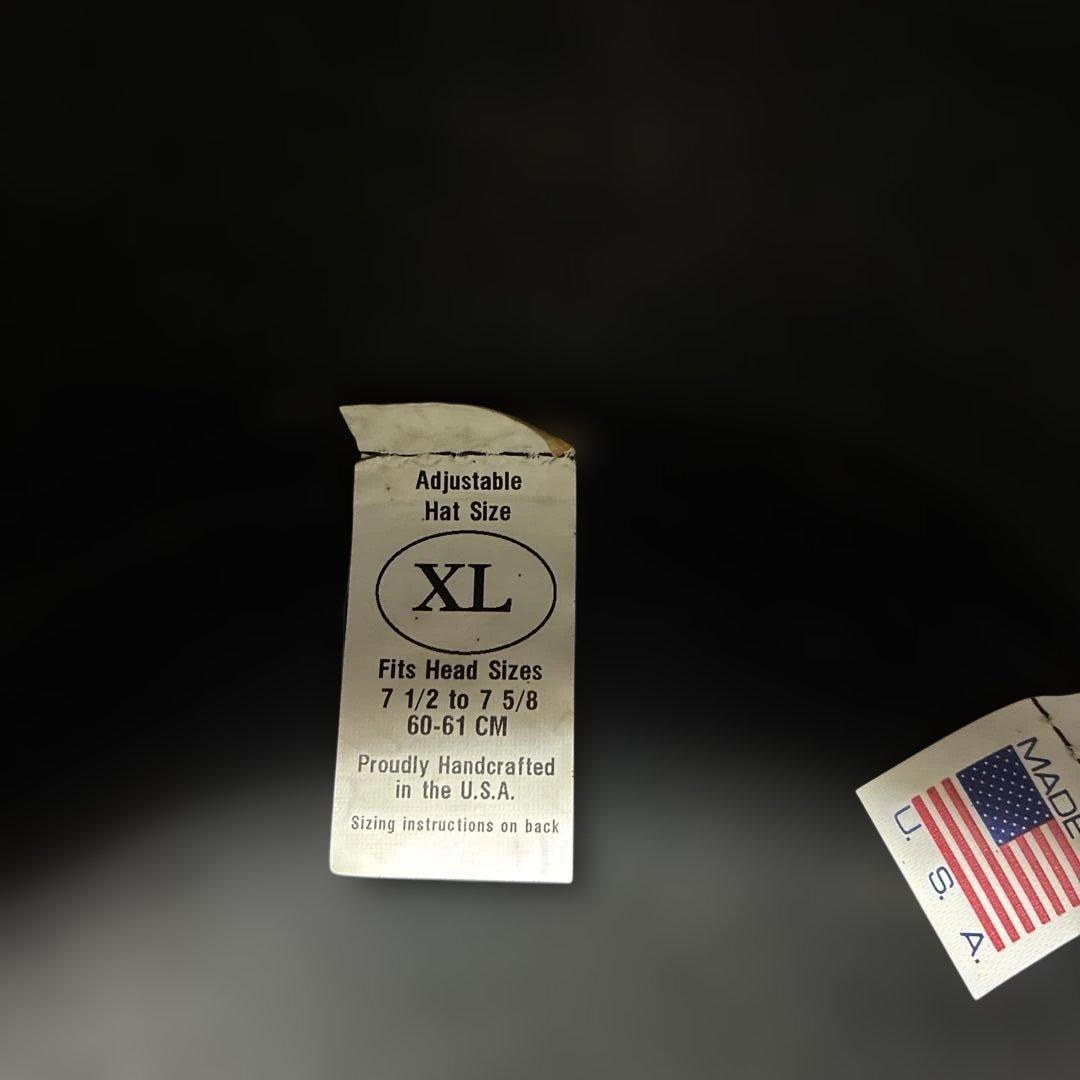 Adjustable
Hat Size
XL
Fits Head Sizes
7 1/2 to 7 5/8
60-61 CM
Proudly Handcrafted
in the U.S.A.
Sizing instructions on back
MADE
U. S. A.